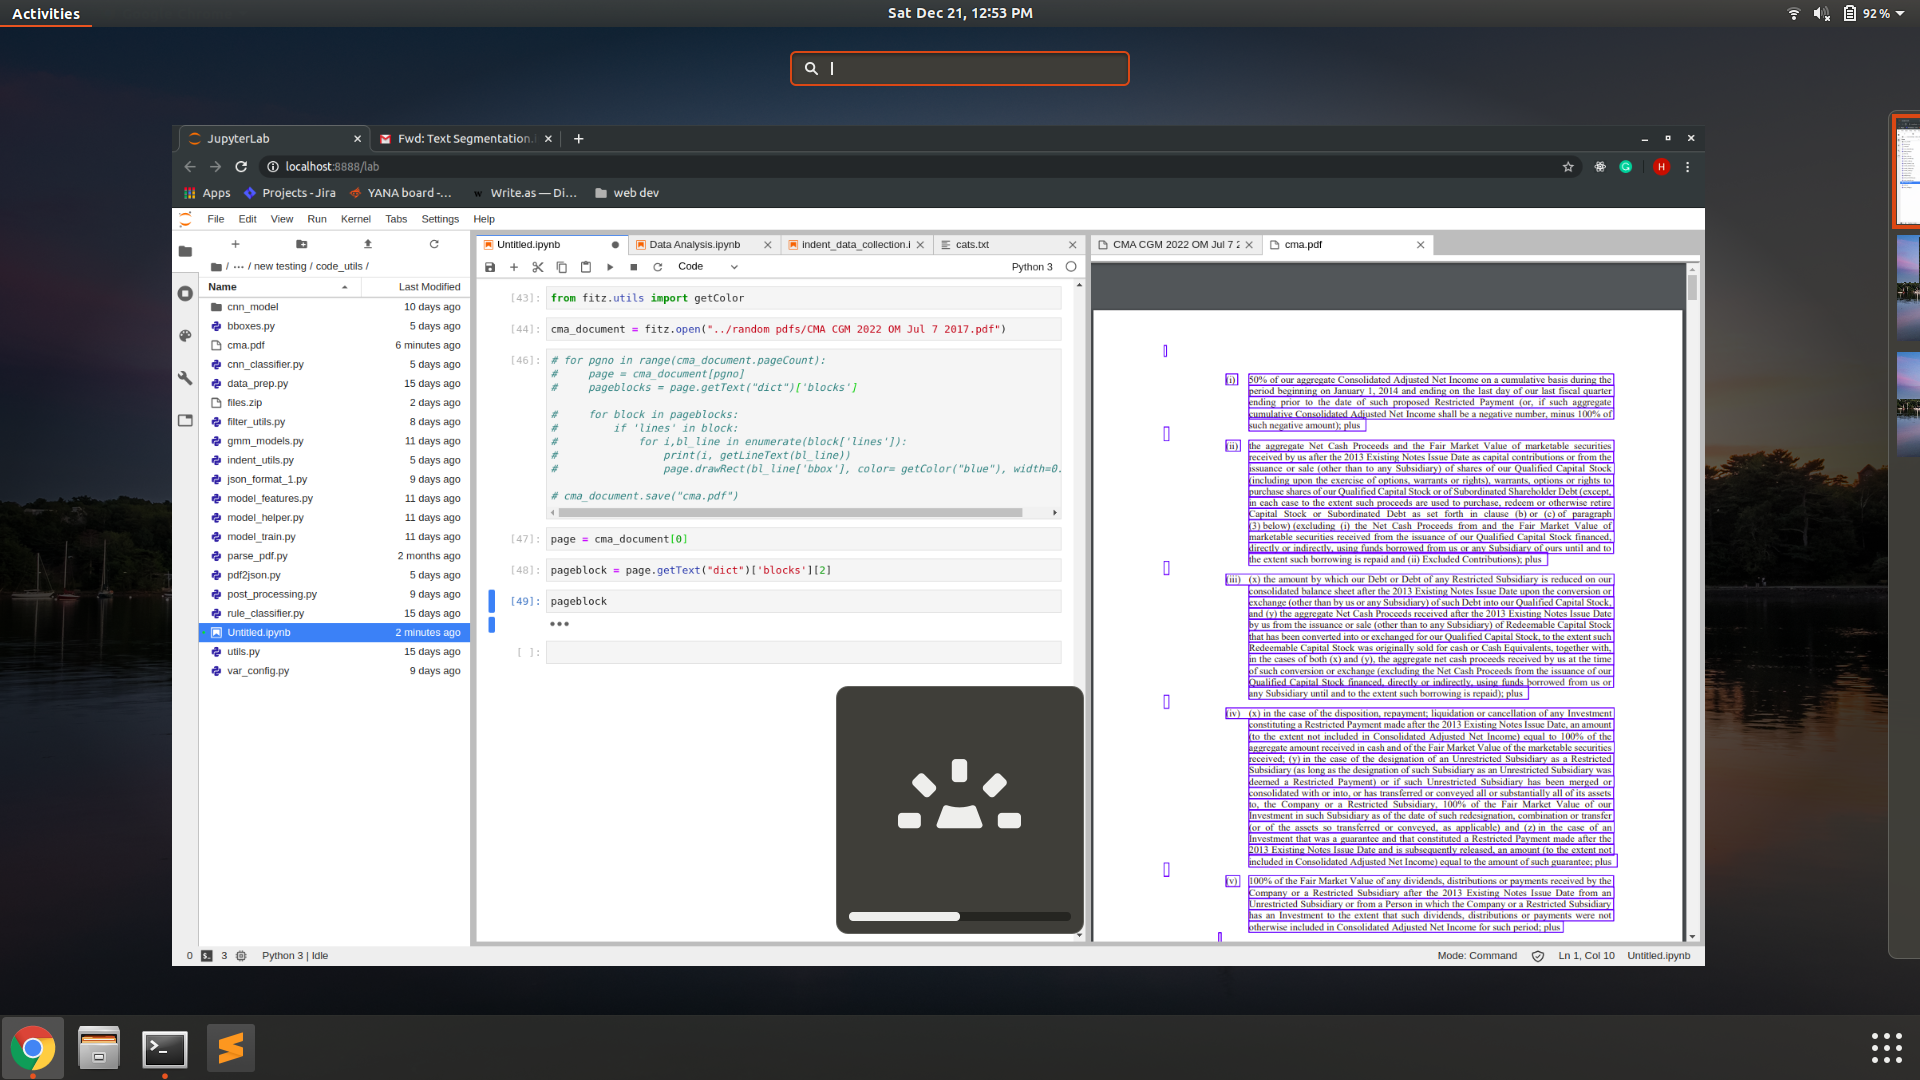 Activities
Sat Dec 21, 12:53 PM
92 %
JupyterLab
Fwd: Text Segmentation.
localhost:8888/lab
H
Apps
Projects - Jira
YANA board -...
w Write.as — Di...
web dev
File Edit View Run Kernel Tabs Settings Help
/ ··· / new testing / code_utils /
Name Last Modified
cnn_model 10 days ago
bboxes.py 5 days ago
cma.pdf 6 minutes ago
cnn_classifier.py 5 days ago
data_prep.py 15 days ago
files.zip 2 days ago
filter_utils.py 8 days ago
gmm_models.py 11 days ago
indent_utils.py 5 days ago
json_format_1.py 9 days ago
model_features.py 11 days ago
model_helper.py 11 days ago
model_train.py 11 days ago
parse_pdf.py 2 months ago
pdf2json.py 5 days ago
post_processing.py 9 days ago
rule_classifier.py 15 days ago
Untitled.ipynb 2 minutes ago
utils.py 15 days ago
var_config.py 9 days ago
Untitled.ipynb
Data Analysis.ipynb
indent_data_collection.i
cats.txt
Code
Python 3
[43]: from fitz.utils import getColor
[44]: cma_document = fitz.open("../random pdfs/CMA CGM 2022 OM Jul 7 2017.pdf")
[46]: # for pgno in range(cma_document.pageCount):
#     page = cma_document[pgno]
#     pageblocks = page.getText("dict")['blocks']
#     for block in pageblocks:
#         if 'lines' in block:
#             for i,bl_line in enumerate(block['lines']):
#                 print(i, getLineText(bl_line))
#                 page.drawRect(bl_line['bbox'], color= getColor("blue"), width=0.
# cma_document.save("cma.pdf")
[47]: page = cma_document[0]
[48]: pageblock = page.getText("dict")['blocks'][2]
[49]: pageblock
•••
[ ]:
CMA CGM 2022 OM Jul 7 2
cma.pdf
(i) 50% of our aggregate Consolidated Adjusted Net Income on a cumulative basis during the
period beginning on January 1, 2014 and ending on the last day of our last fiscal quarter
ending prior to the date of such proposed Restricted Payment (or, if such aggregate
cumulative Consolidated Adjusted Net Income shall be a negative number, minus 100% of
such negative amount); plus
(ii) the aggregate Net Cash Proceeds and the Fair Market Value of marketable securities
received by us after the 2013 Existing Notes Issue Date as capital contributions or from the
issuance or sale (other than to any Subsidiary) of shares of our Qualified Capital Stock
(including upon the exercise of options, warrants or rights), warrants, options or rights to
purchase shares of our Qualified Capital Stock or of Subordinated Shareholder Debt (except,
in each case to the extent such proceeds are used to purchase, redeem or otherwise retire
Capital Stock or Subordinated Debt as set forth in clause (b) or (c) of paragraph
(3) below) (excluding (i) the Net Cash Proceeds from and the Fair Market Value of
marketable securities received from the issuance of our Qualified Capital Stock financed,
directly or indirectly, using funds borrowed from us or any Subsidiary of ours until and to
the extent such borrowing is repaid and (ii) Excluded Contributions); plus
(iii) (x) the amount by which our Debt or Debt of any Restricted Subsidiary is reduced on our
consolidated balance sheet after the 2013 Existing Notes Issue Date upon the conversion or
exchange (other than by us or any Subsidiary) of such Debt into our Qualified Capital Stock,
and (y) the aggregate Net Cash Proceeds received after the 2013 Existing Notes Issue Date
by us from the issuance or sale (other than to any Subsidiary) of Redeemable Capital Stock
that has been converted into or exchanged for our Qualified Capital Stock, to the extent such
Redeemable Capital Stock was originally sold for cash or Cash Equivalents, together with,
in the cases of both (x) and (y), the aggregate net cash proceeds received by us at the time
of such conversion or exchange (excluding the Net Cash Proceeds from the issuance of our
Qualified Capital Stock financed, directly or indirectly, using funds borrowed from us or
any Subsidiary until and to the extent such borrowing is repaid); plus
(iv) (x) in the case of the disposition, repayment; liquidation or cancellation of any Investment
constituting a Restricted Payment made after the 2013 Existing Notes Issue Date, an amount
(to the extent not included in Consolidated Adjusted Net Income) equal to 100% of the
aggregate amount received in cash and of the Fair Market Value of the marketable securities
received; (y) in the case of the designation of an Unrestricted Subsidiary as a Restricted
Subsidiary (as long as the designation of such Subsidiary as an Unrestricted Subsidiary was
deemed a Restricted Payment) or if such Unrestricted Subsidiary has been merged or
consolidated with or into, or has transferred or conveyed all or substantially all of its assets
to, the Company or a Restricted Subsidiary, 100% of the Fair Market Value of our
Investment in such Subsidiary as of the date of such redesignation, combination or transfer
(or of the assets so transferred or conveyed, as applicable) and (z) in the case of an
Investment that was a guarantee and that constituted a Restricted Payment made after the
2013 Existing Notes Issue Date and is subsequently released, an amount (to the extent not
included in Consolidated Adjusted Net Income) equal to the amount of such guarantee; plus
(v) 100% of the Fair Market Value of any dividends, distributions or payments received by the
Company or a Restricted Subsidiary after the 2013 Existing Notes Issue Date from an
Unrestricted Subsidiary or from a Person in which the Company or a Restricted Subsidiary
has an Investment to the extent that such dividends, distributions or payments were not
otherwise included in Consolidated Adjusted Net Income for such period; plus
0 3 Python 3 | Idle
Mode: Command Ln 1, Col 10 Untitled.ipynb